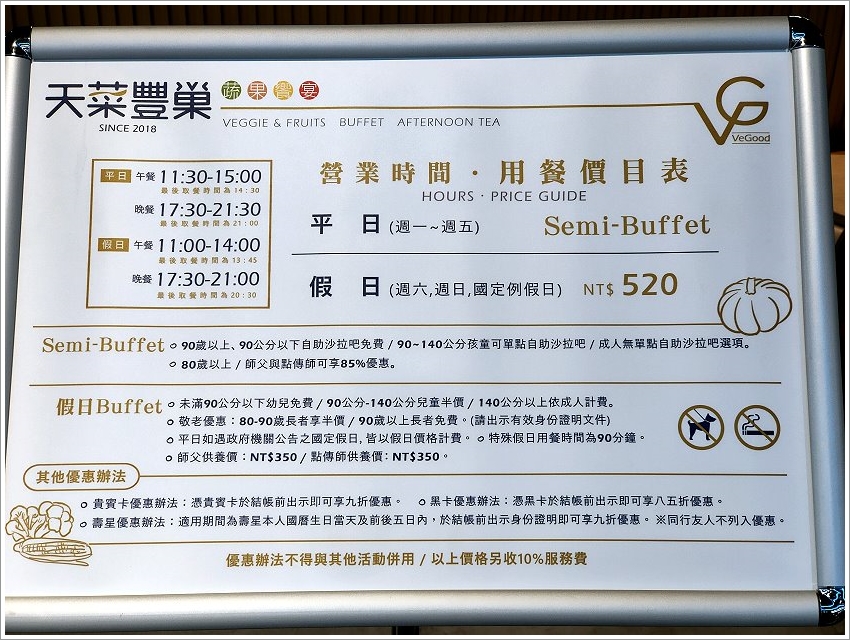 天菜豐巢 蔬果饗宴
SINCE 2018
VEGGIE & FRUITS BUFFET AFTERNOON TEA
VeGood
平日 午餐 11:30-15:00
最後取餐時間為14:30
晚餐 17:30-21:30
最後取餐時間為21:00
假日 午餐 11:00-14:00
最後取餐時間為13:45
晚餐 17:30-21:00
最後取餐時間為20:30
營業時間・用餐價目表
HOURS・PRICE GUIDE
平 日 (週一~週五) Semi-Buffet
假 日 (週六,週日,國定例假日) NT$ 520
Semi-Buffet 90歲以上、90公分以下自助沙拉吧免費 / 90~140公分孩童可單點自助沙拉吧 / 成人無單點自助沙拉吧選項。
80歲以上 / 師父與點傳師可享85%優惠。
假日Buffet 未滿90公分以下幼兒免費 / 90公分-140公分兒童半價 / 140公分以上依成人計費。
敬老優惠：80-90歲長者享半價 / 90歲以上長者免費。(請出示有效身份證明文件)
平日如遇政府機關公告之國定假日, 皆以假日價格計費。 特殊假日用餐時間為90分鐘。
師父供養價：NT$350 / 點傳師供養價：NT$350。
其他優惠辦法
貴賓卡優惠辦法：憑貴賓卡於結帳前出示即可享九折優惠。 黑卡優惠辦法：憑黑卡於結帳前出示即可享八五折優惠。
壽星優惠辦法：適用期間為壽星本人國曆生日當天及前後五日內，於結帳前出示身份證明即可享九折優惠。 ※同行友人不列入優惠。
優惠辦法不得與其他活動併用 / 以上價格另收10%服務費